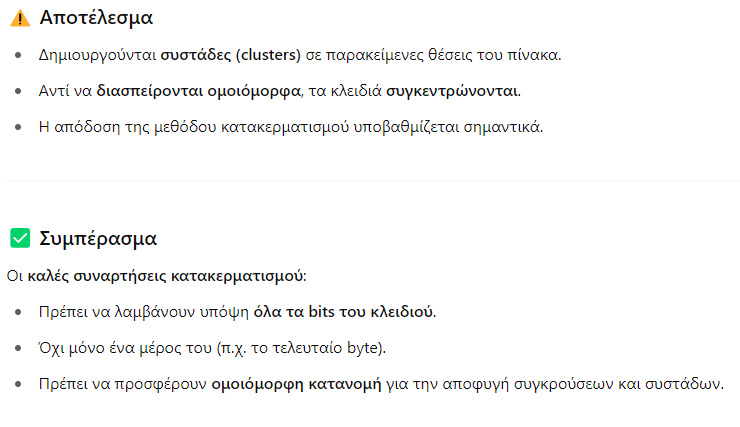 ⚠️ Αποτέλεσμα
• Δημιουργούνται συστάδες (clusters) σε παρακείμενες θέσεις του πίνακα.
• Αντί να διασπείρονται ομοιόμορφα, τα κλειδιά συγκεντρώνονται.
• Η απόδοση της μεθόδου κατακερματισμού υποβαθμίζεται σημαντικά.
✅ Συμπέρασμα
Οι καλές συναρτήσεις κατακερματισμού:
• Πρέπει να λαμβάνουν υπόψη όλα τα bits του κλειδιού.
• Όχι μόνο ένα μέρος του (π.χ. το τελευταίο byte).
• Πρέπει να προσφέρουν ομοιόμορφη κατανομή για την αποφυγή συγκρούσεων και συστάδων.